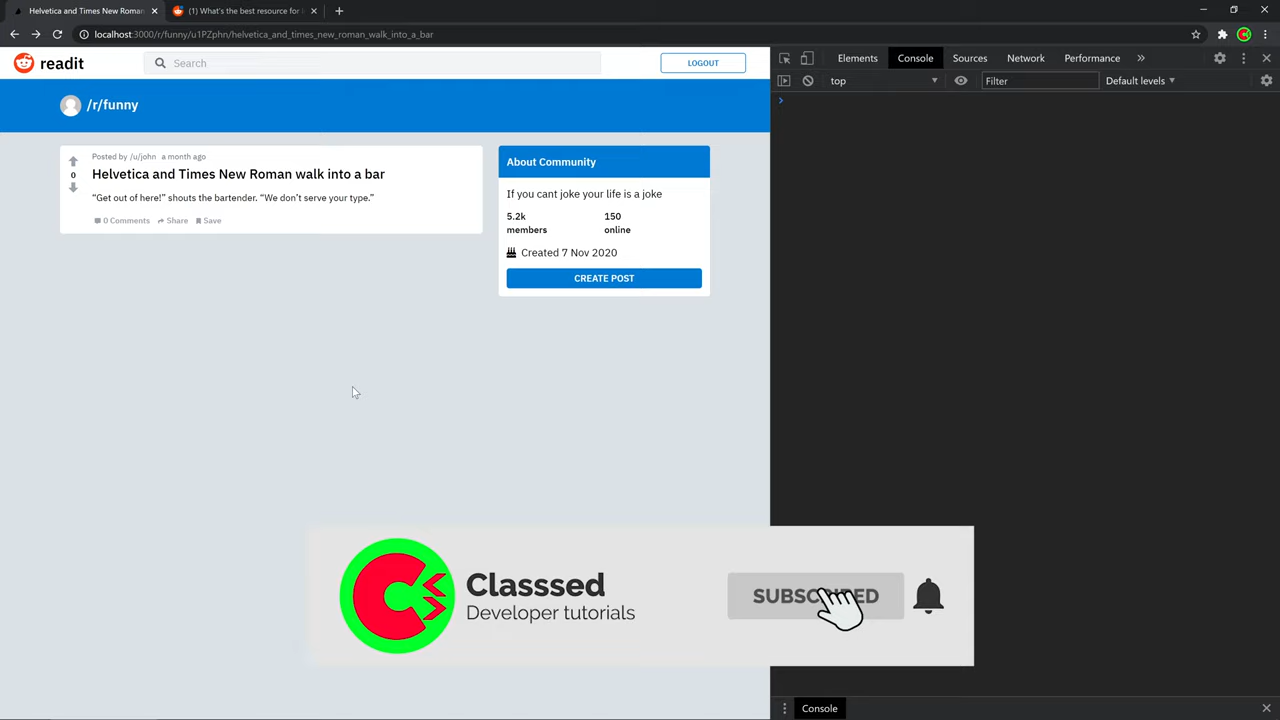 Helvetica and Times New Roman
(1) What's the best resource for l
localhost:3000/r/funny/u1PZphn/helvetica_and_times_new_roman_walk_into_a_bar
readit
Search
LOGOUT
/r/funny
Posted by /u/john a month ago
0
Helvetica and Times New Roman walk into a bar
“Get out of here!” shouts the bartender. “We don’t serve your type.”
0 Comments Share Save
About Community
If you cant joke your life is a joke
5.2k 150
members online
Created 7 Nov 2020
CREATE POST
Elements Console Sources Network Performance
top Filter Default levels
Classsed
Developer tutorials
SUBSCRIBED
Console